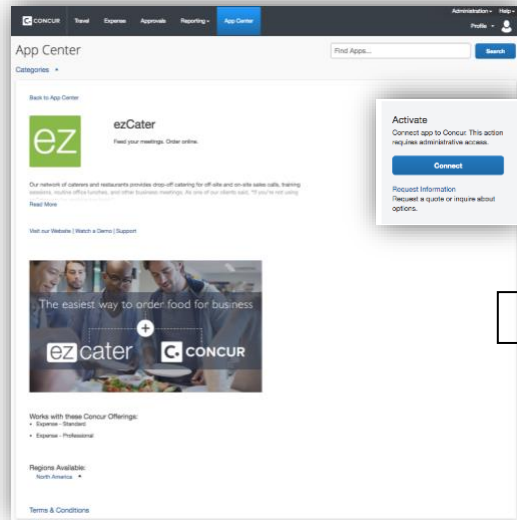 Administration - Help -
CONCUR Travel Expense Approvals Reporting - App Center Profile -
App Center Find Apps... Search
Categories
Back to App Center
ez
ezCater
Feed your meetings. Order online.
Our network of caterers and restaurants provides drop-off catering for off-site and on-site sales calls, training
sessions, routine office lunches, and other business meetings. As one of our clients said, "If you're not using
Read More
Visit our Website | Watch a Demo | Support
The easiest way to order food for business
ez cater + C. CONCUR
Works with these Concur Offerings:
• Expense - Standard
• Expense - Professional
Regions Available:
North America
Terms & Conditions
Activate
Connect app to Concur. This action
requires administrative access.
Connect
Request Information
Request a quote or inquire about
options.